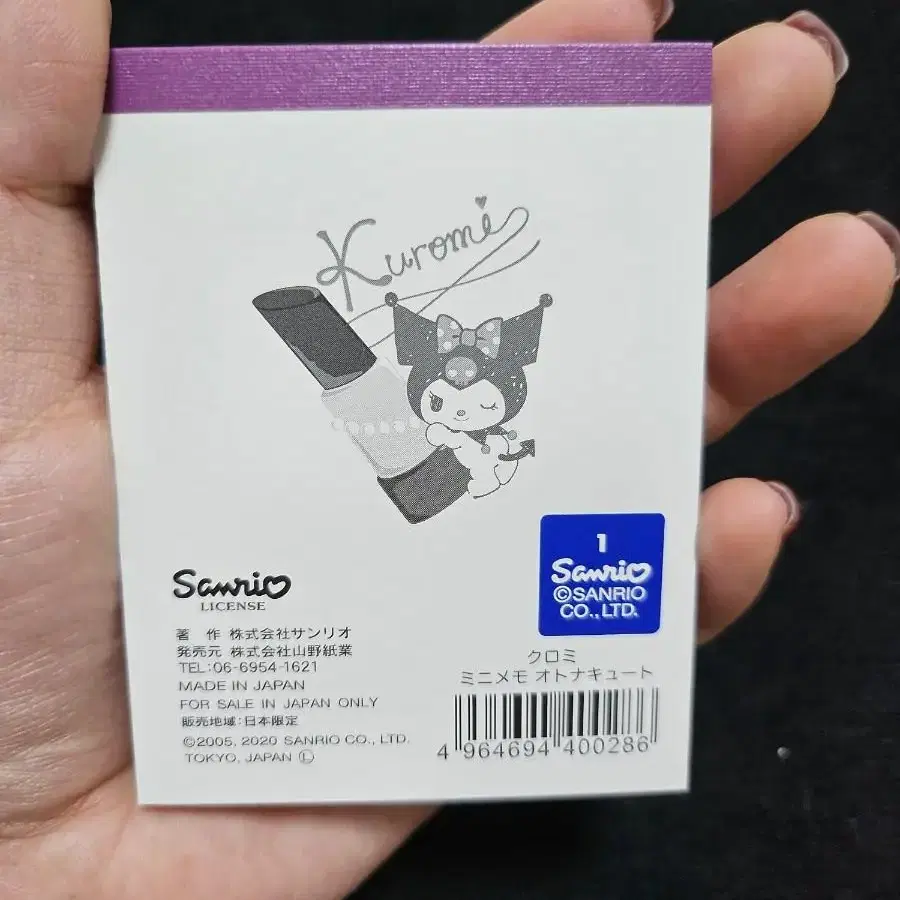 Kuromi
1
Sanrio
©SANRIO
CO.,LTD.
Sanrio
LICENSE
著 作 株式会社サンリオ
発売元 株式会社山野紙業
TEL:06-6954-1621
MADE IN JAPAN
FOR SALE IN JAPAN ONLY
販売地域:日本限定
©2005, 2020 SANRIO CO., LTD.
TOKYO, JAPAN Ⓛ
クロミ
ミニメモ オトナキュート
4 964694 400286